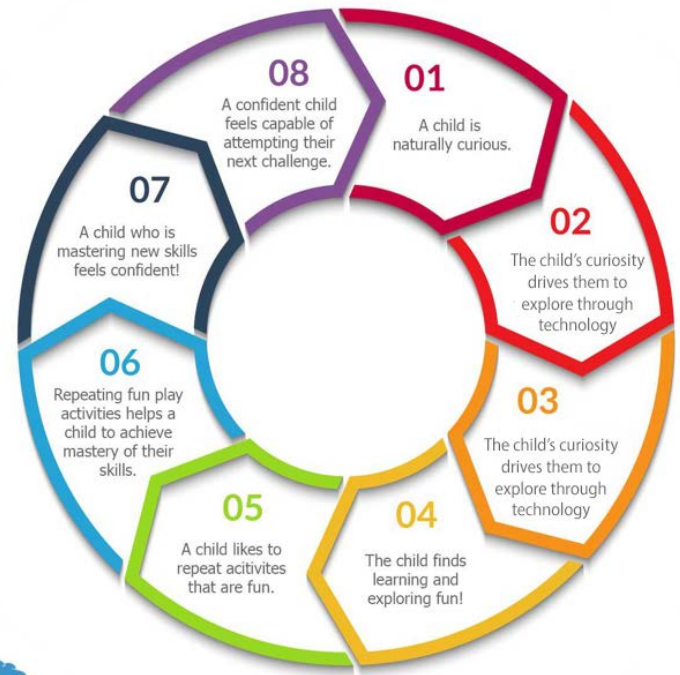 01
A child is
naturally curious.
02
The child's curiosity
drives them to
explore through
technology
03
The child's curiosity
drives them to
explore through
technology
04
The child finds
learning and
exploring fun!
05
A child likes to
repeat acitivites
that are fun.
06
Repeating fun play
activities helps a
child to achieve
mastery of their
skills.
07
A child who is
mastering new skills
feels confident!
08
A confident child
feels capable of
attempting their
next challenge.